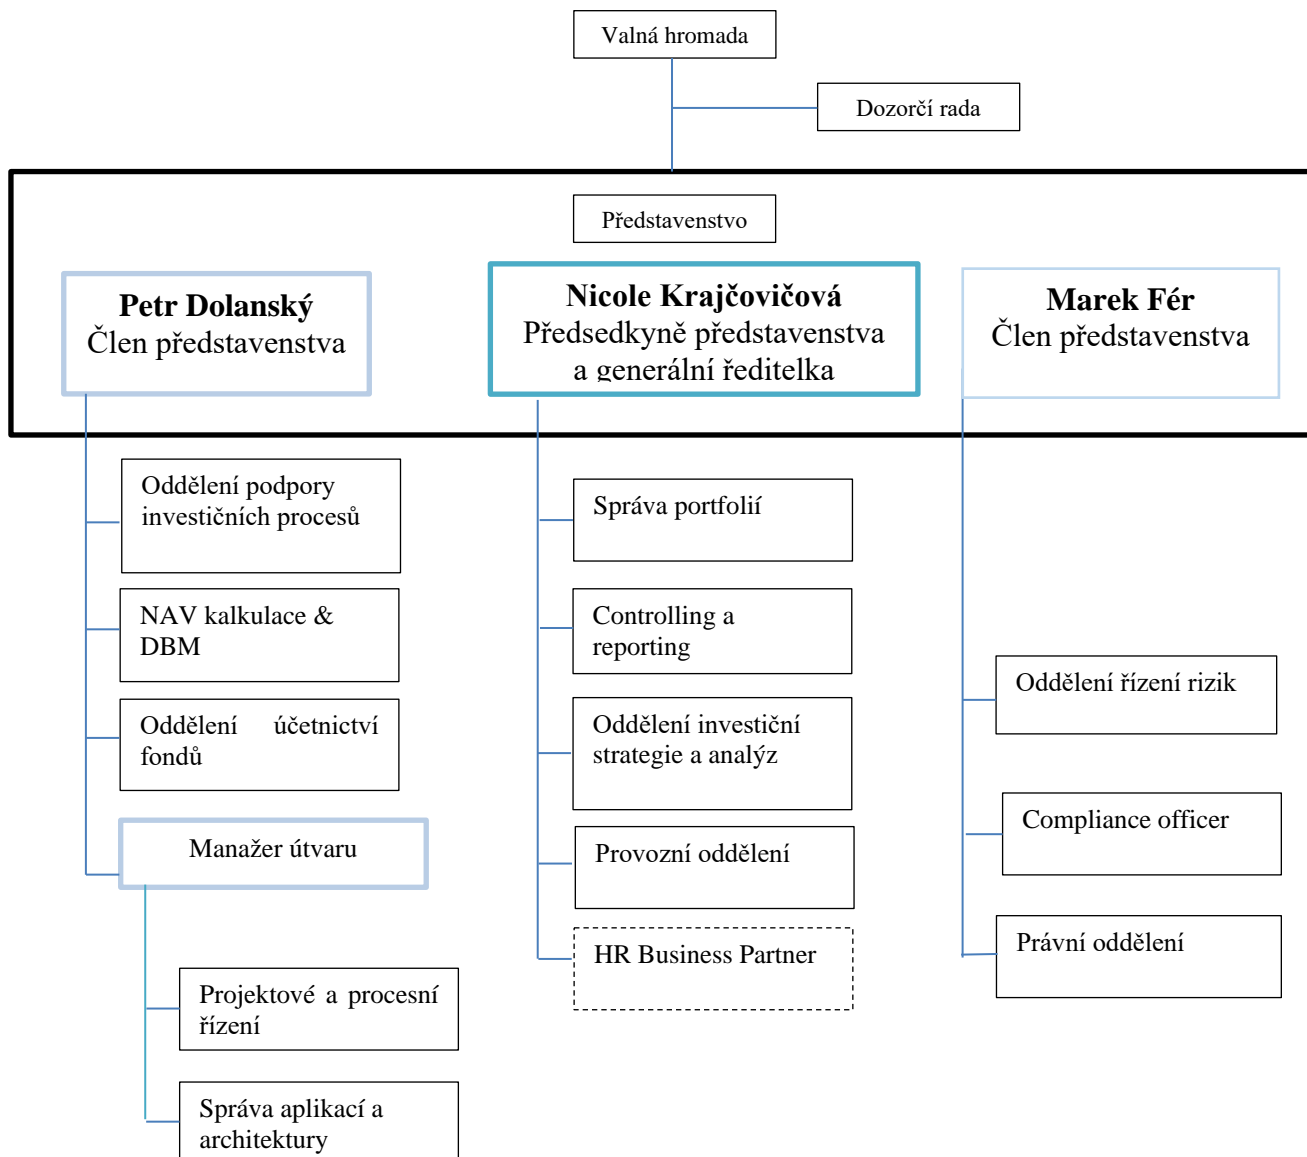 Valná hromada
Dozorčí rada
Představenstvo
Petr Dolanský
Člen představenstva
Nicole Krajčovičová
Předsedkyně představenstva
a generální ředitelka
Marek Fér
Člen představenstva
Oddělení podpory
investičních procesů
NAV kalkulace &
DBM
Oddělení účetnictví
fondů
Manažer útvaru
Projektové a procesní
řízení
Správa aplikací a
architektury
Správa portfolií
Controlling a
reporting
Oddělení investiční
strategie a analýz
Provozní oddělení
HR Business Partner
Oddělení řízení rizik
Compliance officer
Právní oddělení